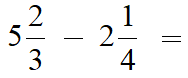 5 2/3 − 2 1/4 =